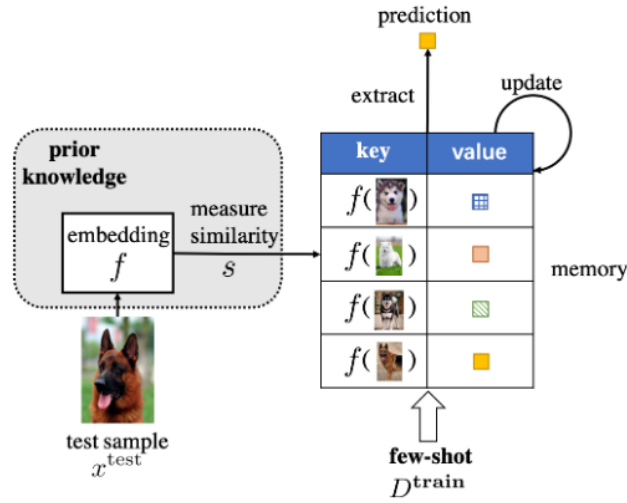 prediction
extract
update
prior
knowledge
embedding
f
measure
similarity
s
key
value
f( )
f( )
f( )
f( )
memory
test sample
x^test
few-shot
D^train